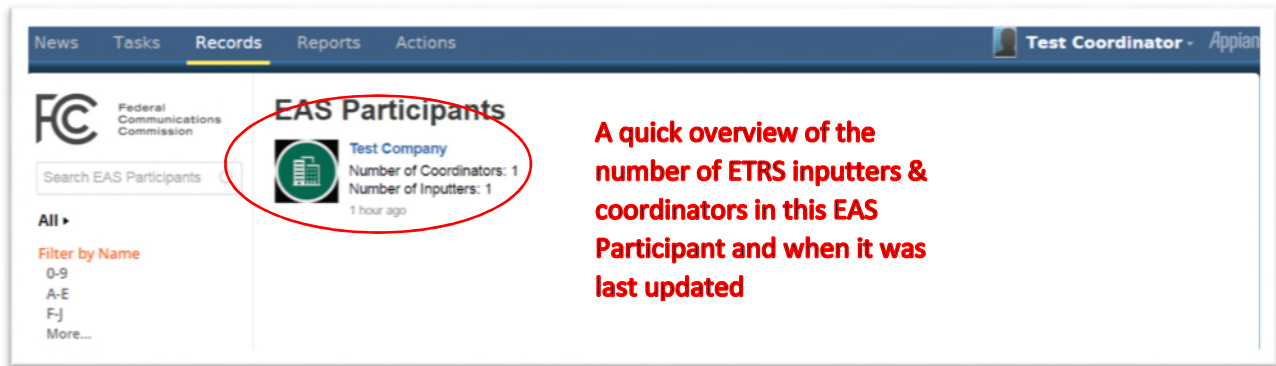 News Tasks Records Reports Actions Test Coordinator Appian
FCC Federal
Communications
Commission
Search EAS Participants
All
Filter by Name
0-9
A-E
F-J
More...
EAS Participants
Test Company
Number of Coordinators: 1
Number of Inputters: 1
1 hour ago
A quick overview of the
number of ETRS inputters &
coordinators in this EAS
Participant and when it was
last updated